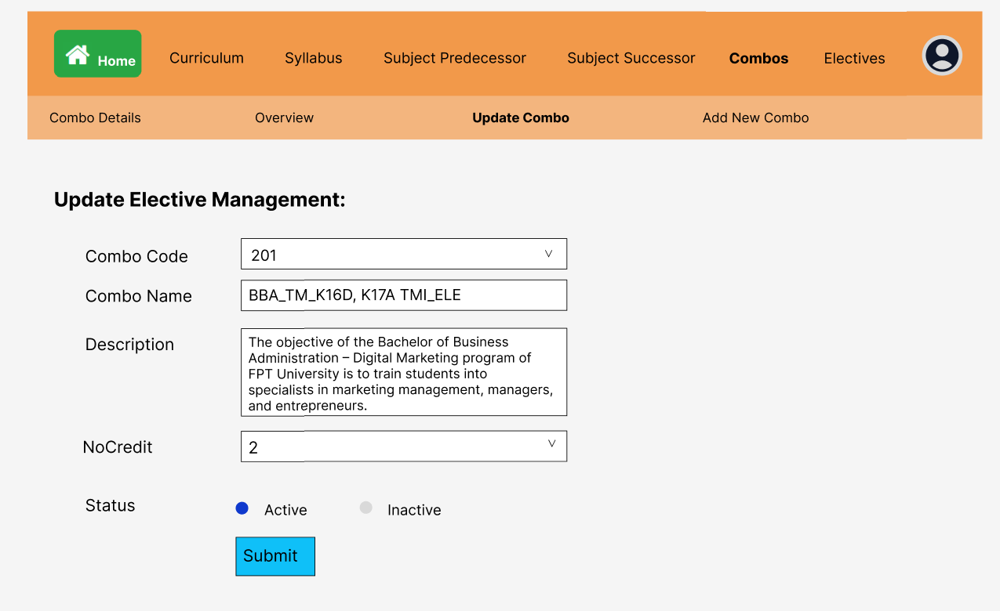 Home Curriculum Syllabus Subject Predecessor Subject Successor Combos Electives
Combo Details Overview Update Combo Add New Combo
Update Elective Management:
Combo Code 201
Combo Name BBA_TM_K16D, K17A TMI_ELE
Description The objective of the Bachelor of Business
Administration – Digital Marketing program of
FPT University is to train students into
specialists in marketing management, managers,
and entrepreneurs.
NoCredit 2
Status Active Inactive
Submit